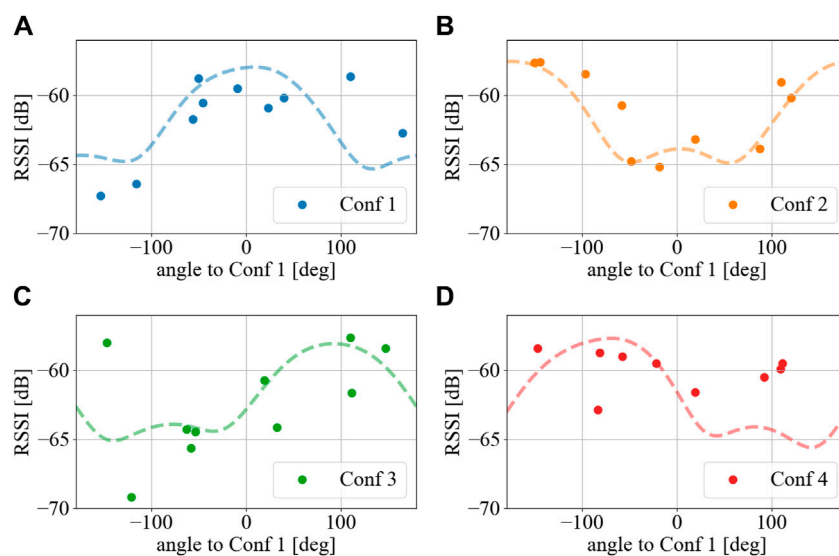 A
RSSI [dB]
−60
−65
−70
−100
0
100
angle to Conf 1 [deg]
Conf 1
B
RSSI [dB]
−60
−65
−70
−100
0
100
angle to Conf 1 [deg]
Conf 2
C
RSSI [dB]
−60
−65
−70
−100
0
100
angle to Conf 1 [deg]
Conf 3
D
RSSI [dB]
−60
−65
−70
−100
0
100
angle to Conf 1 [deg]
Conf 4